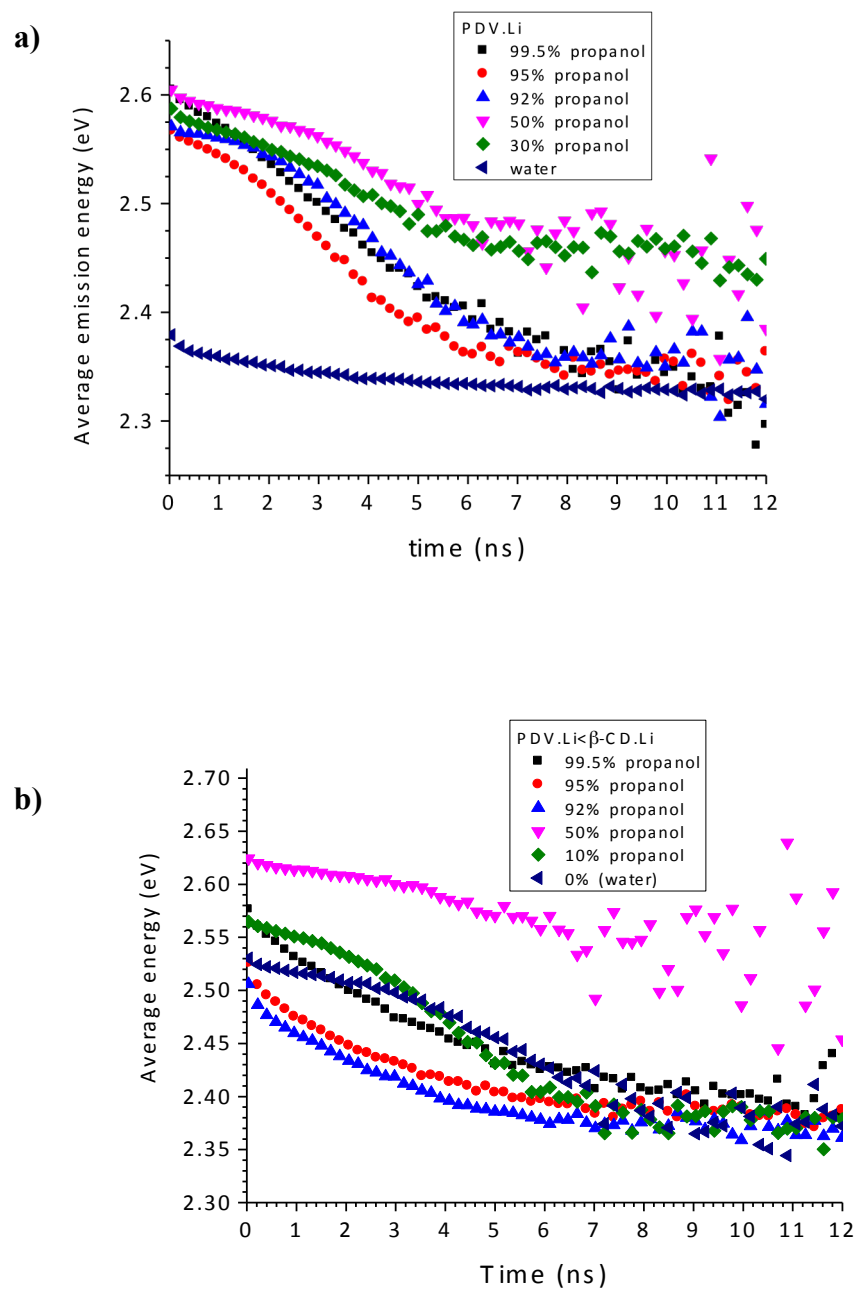 a)
PDV.Li
99.5% propanol
95% propanol
92% propanol
50% propanol
30% propanol
water
Average emission energy (eV)
2.6
2.5
2.4
2.3
0 1 2 3 4 5 6 7 8 9 10 11 12
time (ns)
b)
PDV.Li<β-CD.Li
99.5% propanol
95% propanol
92% propanol
50% propanol
10% propanol
0% (water)
Average energy (eV)
2.70
2.65
2.60
2.55
2.50
2.45
2.40
2.35
2.30
0 1 2 3 4 5 6 7 8 9 10 11 12
Time (ns)